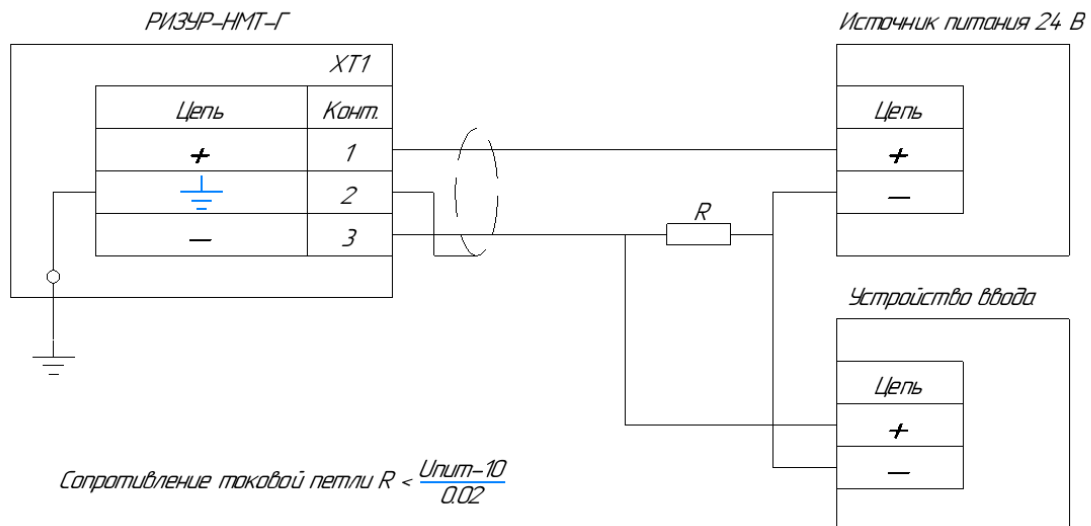 РИЗУР-НМТ-Г
Источник питания 24 В
XT1
Цепь Конт.
+ 1
2
— 3
Цепь
+
—
R
Устройство ввода
Цепь
+
—
Сопротивление токовой петли R < Uпит-10
0.02